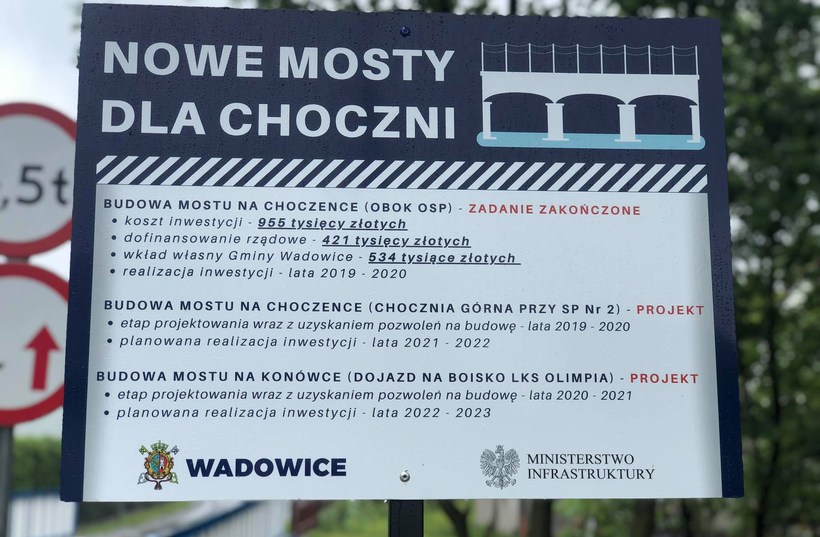 NOWE MOSTY
DLA CHOCZNI
,5t
BUDOWA MOSTU NA CHOCZENCE (OBOK OSP) - ZADANIE ZAKOŃCZONE
• koszt inwestycji - 955 tysięcy złotych
• dofinansowanie rządowe - 421 tysięcy złotych
• wkład własny Gminy Wadowice - 534 tysiące złotych
• realizacja inwestycji - lata 2019 - 2020
BUDOWA MOSTU NA CHOCZENCE (CHOCZNIA GÓRNA PRZY SP Nr 2) - PROJEKT
• etap projektowania wraz z uzyskaniem pozwoleń na budowę - lata 2019 - 2020
• planowana realizacja inwestycji - lata 2021 - 2022
BUDOWA MOSTU NA KONÓWCE (DOJAZD NA BOISKO LKS OLIMPIA) - PROJEKT
• etap projektowania wraz z uzyskaniem pozwoleń na budowę - lata 2020 - 2021
• planowana realizacja inwestycji - lata 2022 - 2023
WADOWICE
MINISTERSTWO
INFRASTRUKTURY